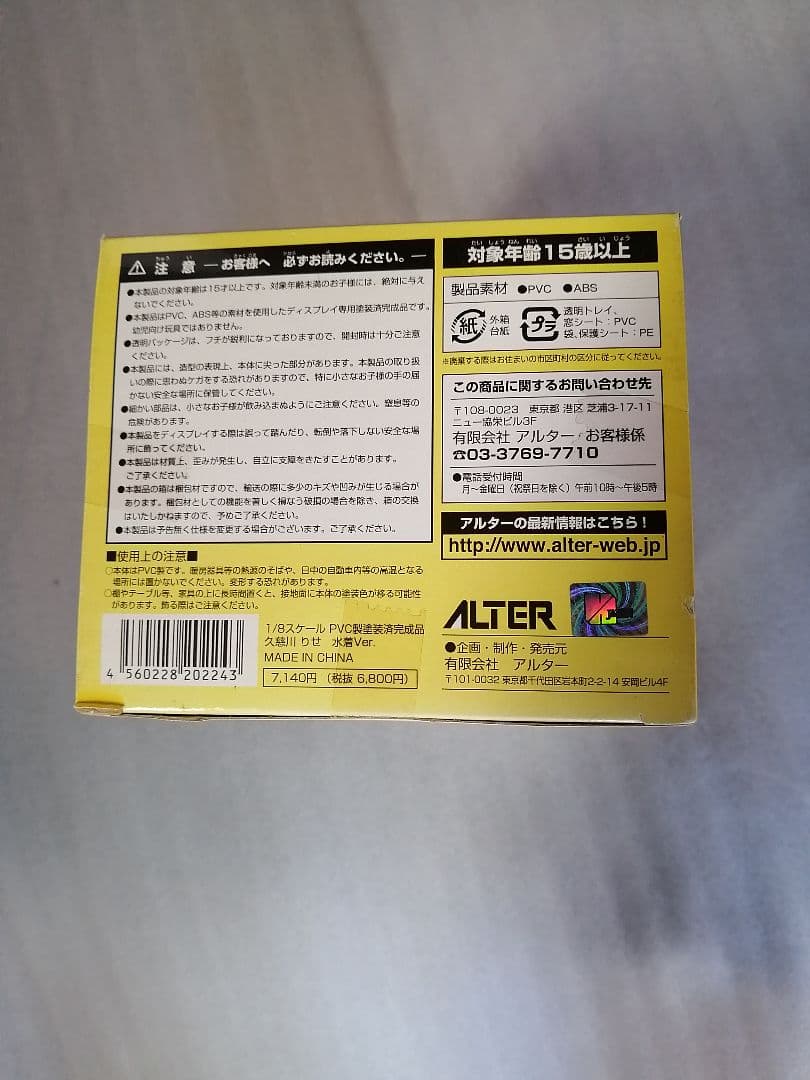 ⚠ 注意 ―お客様へ 必ずお読みください。―
●本製品の対象年齢は15才以上です。対象年齢未満のお子様には、絶対に与え
ないでください。
●本製品はPVC、ABS等の素材を使用したディスプレイ専用塗装済完成品です。
幼児向け玩具ではありません。
●透明パッケージは、フチが鋭利になっておりますので、開封時は十分ご注意
ください。
●本製品には、造型の表現上、本体に尖った部分があります。本製品の取り扱
いの際に思わぬケガをする恐れがありますので、特に小さなお子様の手の届
かない安全な場所に保管してください。
●細かい部品は、小さなお子様が飲み込まぬようにご注意ください。窒息等の
危険があります。
●本製品をディスプレイする際は誤って踏んだり、転倒や落下しない安全な場
所に飾ってください。
●本製品は材質上、歪みが発生し、自立に支障をきたすことがあります。
ご了承ください。
●本製品の箱は梱包材ですので、輸送の際に多少のキズや凹みが生じる場合が
あります。梱包材としての機能を著しく損なう破損の場合を除き、箱の交換
はいたしかねますので、予めご了承ください。
●本製品は予告無く仕様を変更する場合がございます。ご了承ください。
■使用上の注意■
○本体はPVC製です。暖房器具等の熱源のそばや、日中の自動車内等の高温となる
場所には置かないでください。変形する恐れがあります。
○棚やテーブル等、家具の上に長時間置くと、接地面に本体の塗装色が移る可能性
があります。飾る際はご注意ください。
4 560228 202243
1/8スケール PVC製塗装済完成品
久慈川 りせ 水着Ver.
MADE IN CHINA
7,140円 (税抜 6,800円)
たいしょうねんれい さいいじょう
対象年齢15歳以上
製品素材 ●PVC ●ABS
紙 外箱
台紙
プラ 透明トレイ、
窓シート:PVC
袋、保護シート:PE
※廃棄する際はお住まいの市区町村の区分に従ってください。
この商品に関するお問い合わせ先
〒108-0023 東京都 港区 芝浦3-17-11
ニュー協栄ビル3F
有限会社 アルター お客様係
☎03-3769-7710
●電話受付時間
月～金曜日(祝祭日を除く)午前10時～午後5時
アルターの最新情報はこちら!
http://www.alter-web.jp
ALTER
●企画・制作・発売元
有限会社 アルター
〒101-0032 東京都千代田区岩本町2-2-14 安岡ビル4F